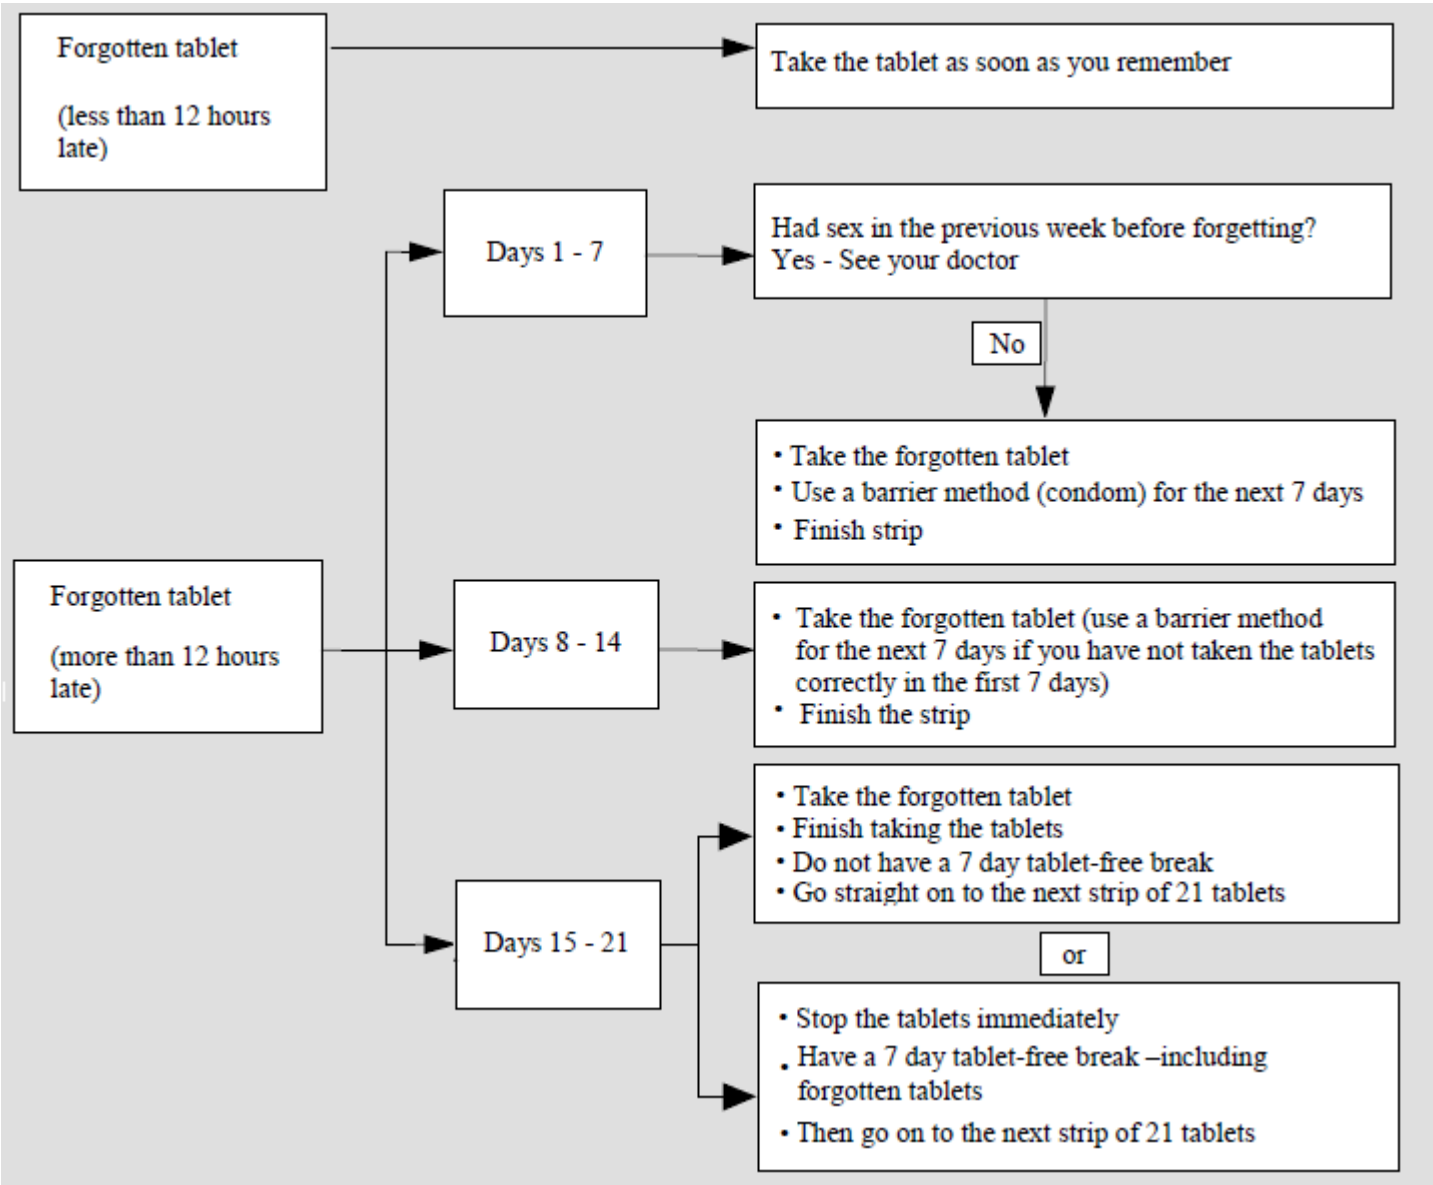 Forgotten tablet
(less than 12 hours
late)
Take the tablet as soon as you remember
Days 1 - 7
Had sex in the previous week before forgetting?
Yes - See your doctor
No
• Take the forgotten tablet
• Use a barrier method (condom) for the next 7 days
• Finish strip
Forgotten tablet
(more than 12 hours
late)
Days 8 - 14
• Take the forgotten tablet (use a barrier method
for the next 7 days if you have not taken the tablets
correctly in the first 7 days)
• Finish the strip
Days 15 - 21
• Take the forgotten tablet
• Finish taking the tablets
• Do not have a 7 day tablet-free break
• Go straight on to the next strip of 21 tablets
or
• Stop the tablets immediately
• Have a 7 day tablet-free break –including
forgotten tablets
• Then go on to the next strip of 21 tablets